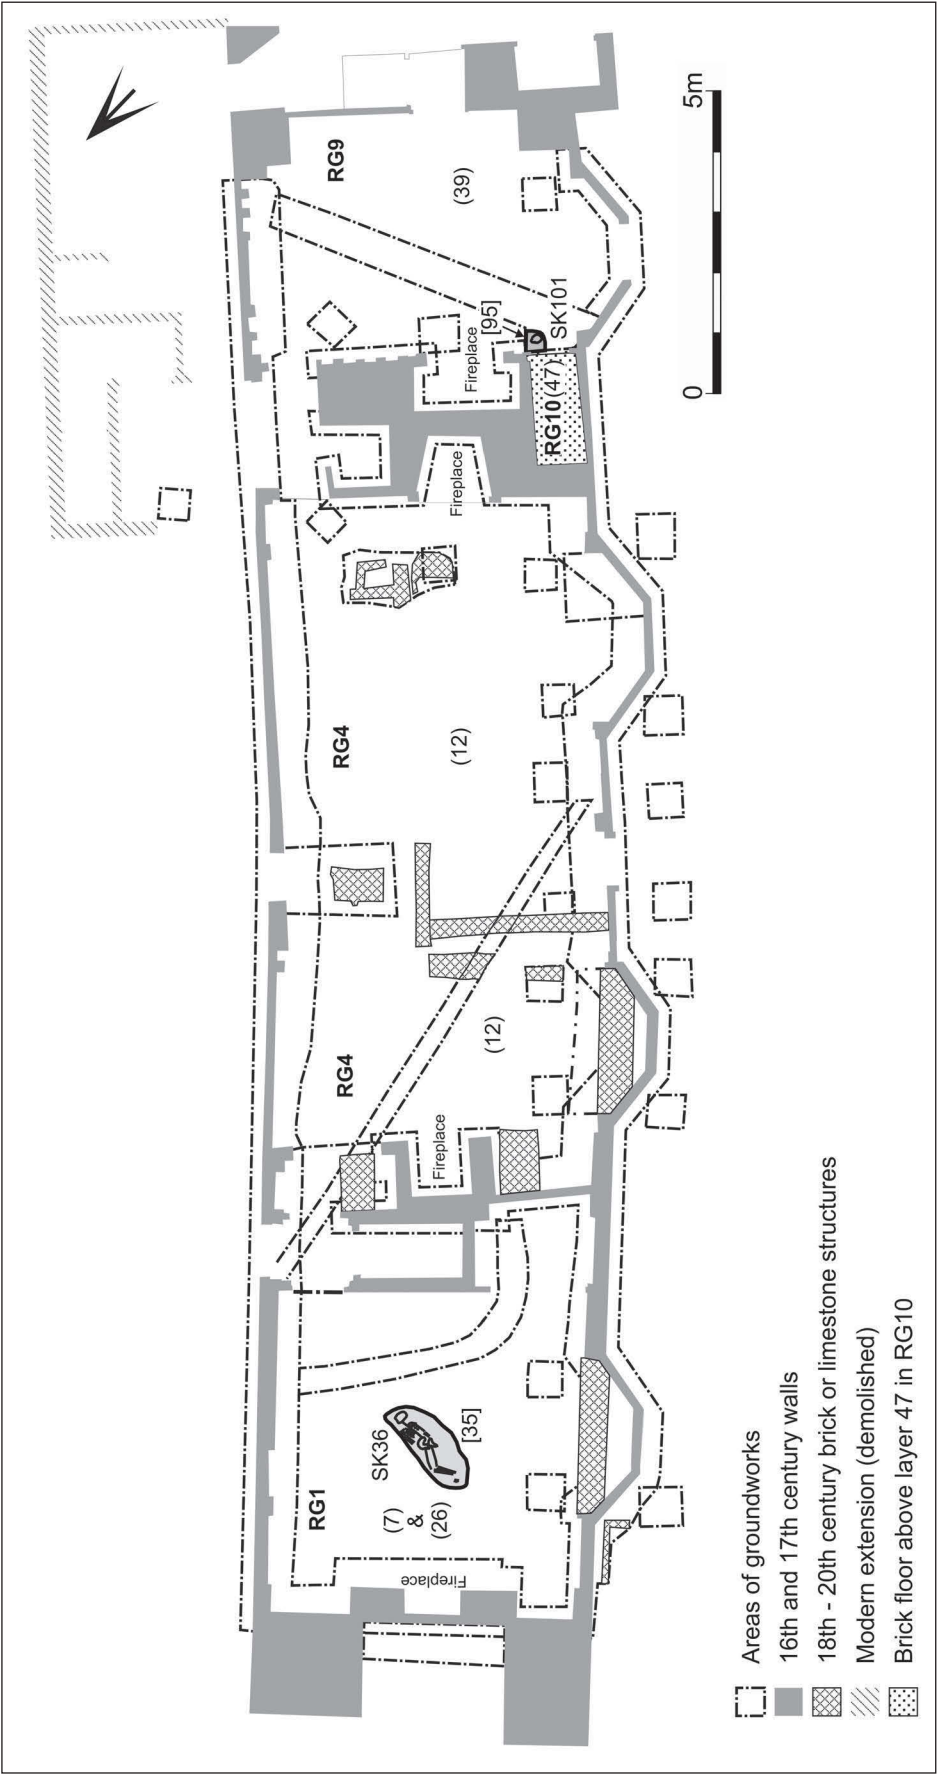 RG1
(7)
&
(26)
Fireplace
SK36
[35]
RG4
(12)
Fireplace
RG4
(12)
Fireplace
Fireplace
RG10 (47)
[95]
SK101
RG9
(39)
0 5m
Areas of groundworks
16th and 17th century walls
18th - 20th century brick or limestone structures
Modern extension (demolished)
Brick floor above layer 47 in RG10